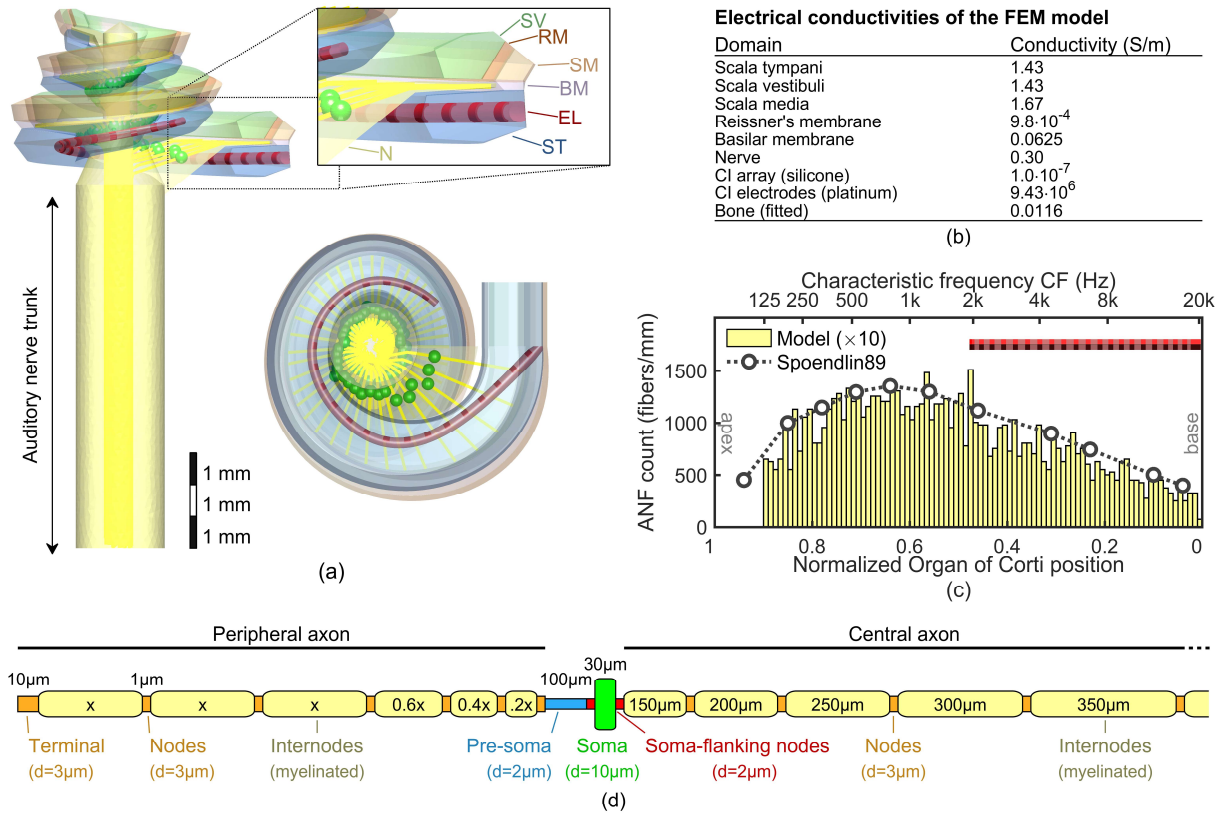 SV
RM
SM
BM
EL
ST
N
Auditory nerve trunk
1 mm
1 mm
1 mm
(a)
Electrical conductivities of the FEM model
Domain Conductivity (S/m)
Scala tympani 1.43
Scala vestibuli 1.43
Scala media 1.67
Reissner's membrane 9.8·10⁻⁴
Basilar membrane 0.0625
Nerve 0.30
CI array (silicone) 1.0·10⁻⁷
CI electrodes (platinum) 9.43·10⁶
Bone (fitted) 0.0116
(b)
Characteristic frequency CF (Hz)
125 250 500 1k 2k 4k 8k 20k
Model (×10)
Spoendlin89
ANF count (fibers/mm)
1500
1000
500
0
apex
base
1 0.8 0.6 0.4 0.2 0
Normalized Organ of Corti position
(c)
Peripheral axon Central axon
10µm 1µm 100µm 30µm
x x x 0.6x 0.4x .2x 150µm 200µm 250µm 300µm 350µm
Terminal Nodes Internodes Pre-soma Soma Soma-flanking nodes Nodes Internodes
(d=3µm) (d=3µm) (myelinated) (d=2µm) (d=10µm) (d=2µm) (d=3µm) (myelinated)
(d)